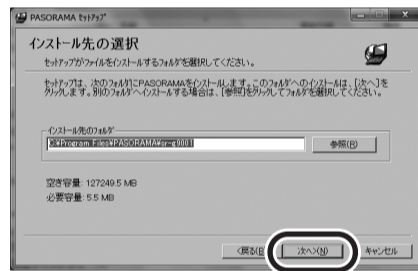 PASORAMA ｾｯﾄｱｯﾌﾟ
インストール先の選択
セットアップがファイルをインストールするフォルダを選択してください。
セットアップは、次のフォルダにPASORAMAをインストールします。このフォルダへのインストールは、[次へ]を
クリックします。別のフォルダへインストールする場合は、[参照]をクリックしてフォルダを選択してください。
インストール先のフォルダ
C:¥Program Files¥PASORAMA¥sr-g9001
参照(R)
空き容量: 127249.5 MB
必要容量: 5.5 MB
<戻る(B)
次へ>(N)
キャンセル